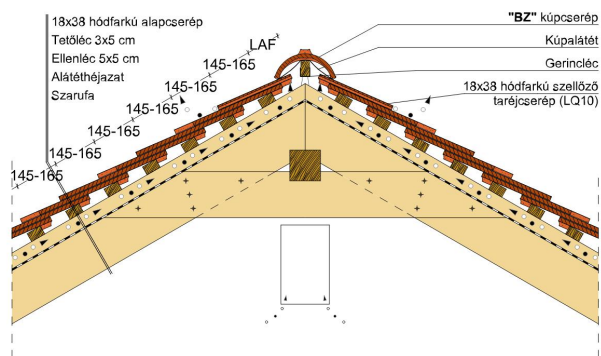 18x38 hódfarkú alapcserép
Tetőléc 3x5 cm
Ellenléc 5x5 cm
Alátéthéjazat
Szarufa
LAF
145-165
145-165
145-165
145-165
145-165
145-165
"BZ" kúpcserép
Kúpalátét
Gerincléc
18x38 hódfarkú szellőző
taréjcserép (LQ10)